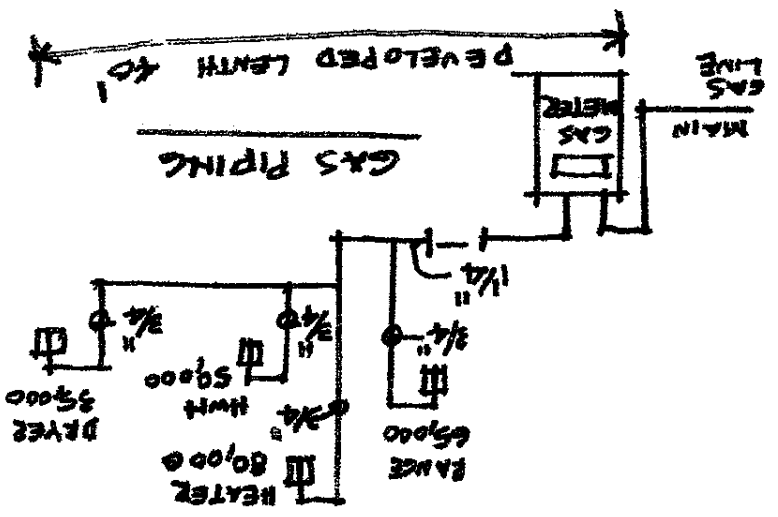 HEATER
80,000
RANGE
65,000
HWH
50,000
DRYER
35,000
3/4"
3/4"
3/4"
3/4"
1 1/4"
GAS PIPING
MAIN
GAS
LINE
GAS
METER
DEVELOPED LENTH 40'